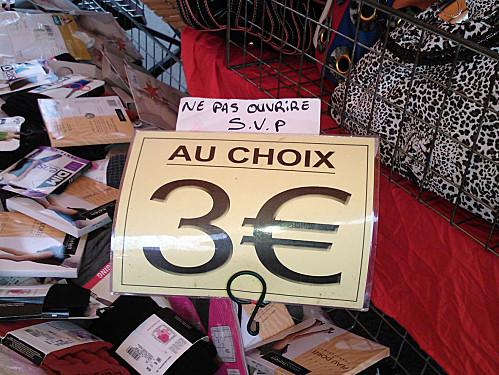 NE PAS OUVRIRE
S.V.P
AU CHOIX
3€